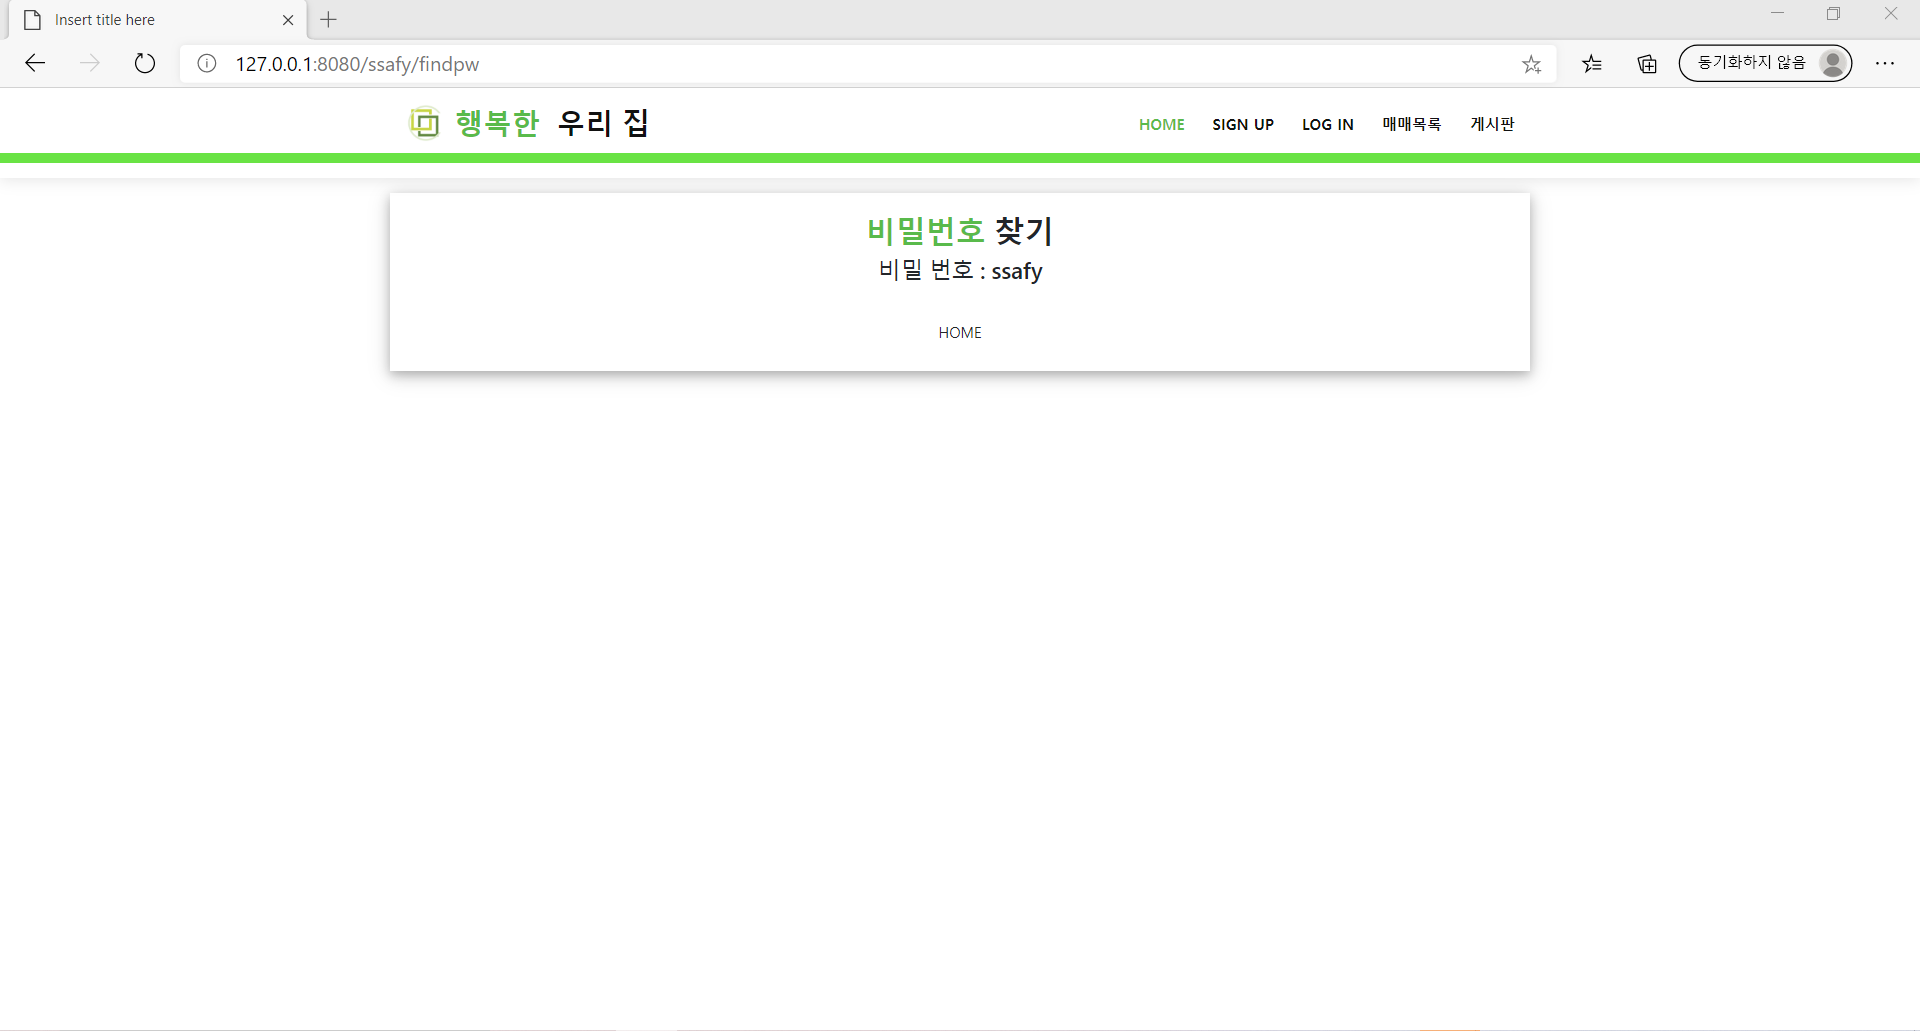 Insert title here
127.0.0.1:8080/ssafy/findpw
동기화하지 않음
행복한 우리 집
HOME SIGN UP LOG IN 매매목록 게시판
비밀번호 찾기
비밀 번호 : ssafy
HOME